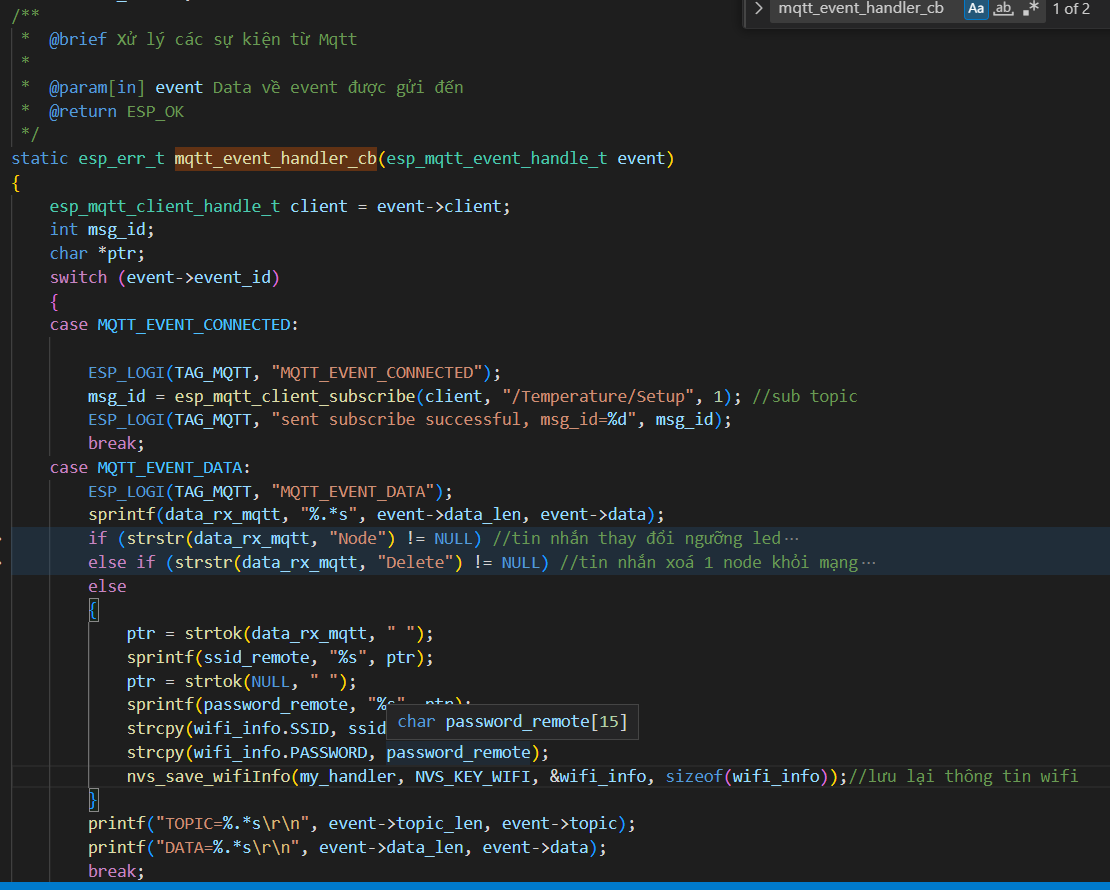 /**
mqtt_event_handler_cb
Aa
ab
.*
1 of 2
* @brief Xử lý các sự kiện từ Mqtt
*
* @param[in] event Data về event được gửi đến
* @return ESP_OK
*/
static esp_err_t mqtt_event_handler_cb(esp_mqtt_event_handle_t event)
{
esp_mqtt_client_handle_t client = event->client;
int msg_id;
char *ptr;
switch (event->event_id)
{
case MQTT_EVENT_CONNECTED:
ESP_LOGI(TAG_MQTT, "MQTT_EVENT_CONNECTED");
msg_id = esp_mqtt_client_subscribe(client, "/Temperature/Setup", 1); //sub topic
ESP_LOGI(TAG_MQTT, "sent subscribe successful, msg_id=%d", msg_id);
break;
case MQTT_EVENT_DATA:
ESP_LOGI(TAG_MQTT, "MQTT_EVENT_DATA");
sprintf(data_rx_mqtt, "%.*s", event->data_len, event->data);
if (strstr(data_rx_mqtt, "Node") != NULL) //tin nhắn thay đổi ngưỡng led···
else if (strstr(data_rx_mqtt, "Delete") != NULL) //tin nhắn xoá 1 node khỏi mạng···
else
{
ptr = strtok(data_rx_mqtt, " ");
sprintf(ssid_remote, "%s", ptr);
ptr = strtok(NULL, " ");
sprintf(password_remote,
strcpy(wifi_info.SSID, ssid
char password_remote[15]
strcpy(wifi_info.PASSWORD, password_remote);
nvs_save_wifiInfo(my_handler, NVS_KEY_WIFI, &wifi_info, sizeof(wifi_info));//lưu lại thông tin wifi
}
printf("TOPIC=%.*s\r\n", event->topic_len, event->topic);
printf("DATA=%.*s\r\n", event->data_len, event->data);
break;